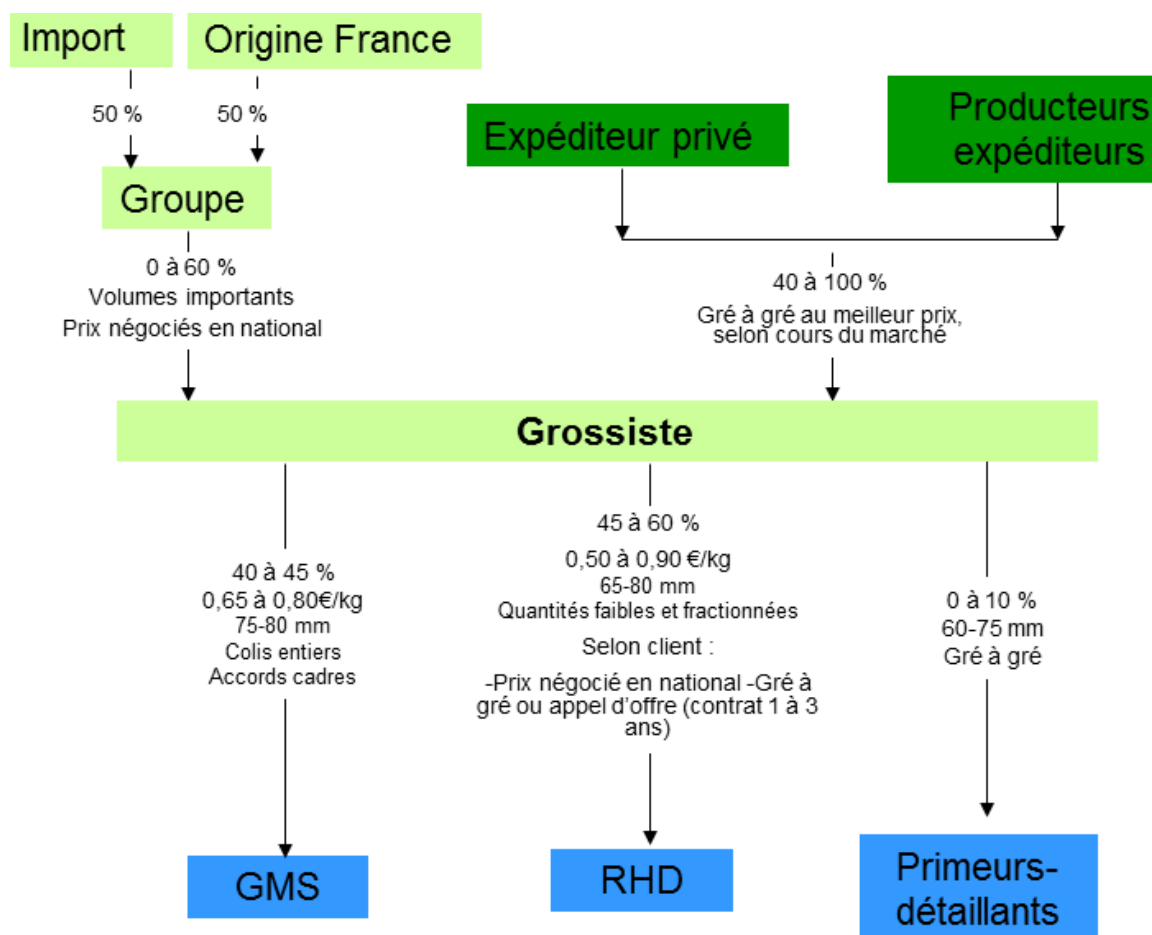 Import
Origine France
50 %
50 %
Groupe
0 à 60 %
Volumes importants
Prix négociés en national
Expéditeur privé
Producteurs
expéditeurs
40 à 100 %
Gré à gré au meilleur prix,
selon cours du marché
Grossiste
40 à 45 %
0,65 à 0,80€/kg
75-80 mm
Colis entiers
Accords cadres
45 à 60 %
0,50 à 0,90 €/kg
65-80 mm
Quantités faibles et fractionnées
Selon client :
-Prix négocié en national -Gré à
gré ou appel d'offre (contrat 1 à 3
ans)
0 à 10 %
60-75 mm
Gré à gré
GMS
RHD
Primeurs-
détaillants